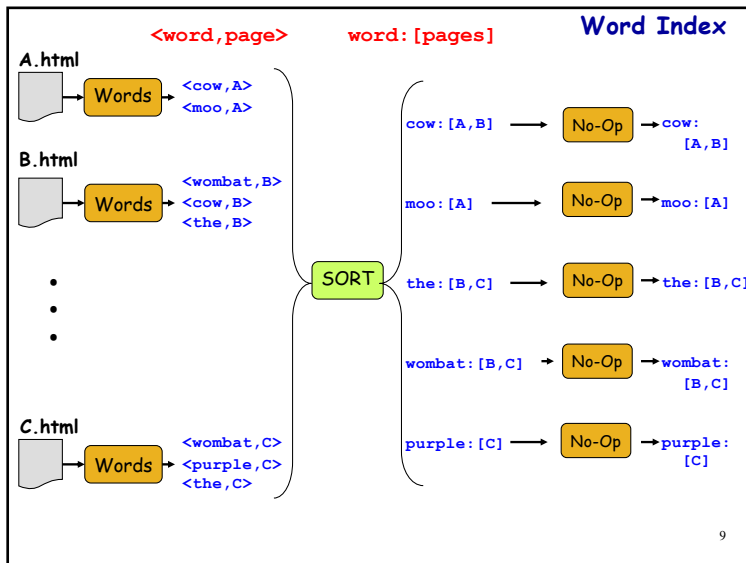 Word Index
<word,page>
word:[pages]
A.html
Words
<cow,A>
<moo,A>
B.html
Words
<wombat,B>
<cow,B>
<the,B>
C.html
Words
<wombat,C>
<purple,C>
<the,C>
SORT
cow:[A,B]
No-Op
cow:
[A,B]
moo:[A]
No-Op
moo:[A]
the:[B,C]
No-Op
the:[B,C]
wombat:[B,C]
No-Op
wombat:
[B,C]
purple:[C]
No-Op
purple:
[C]
9